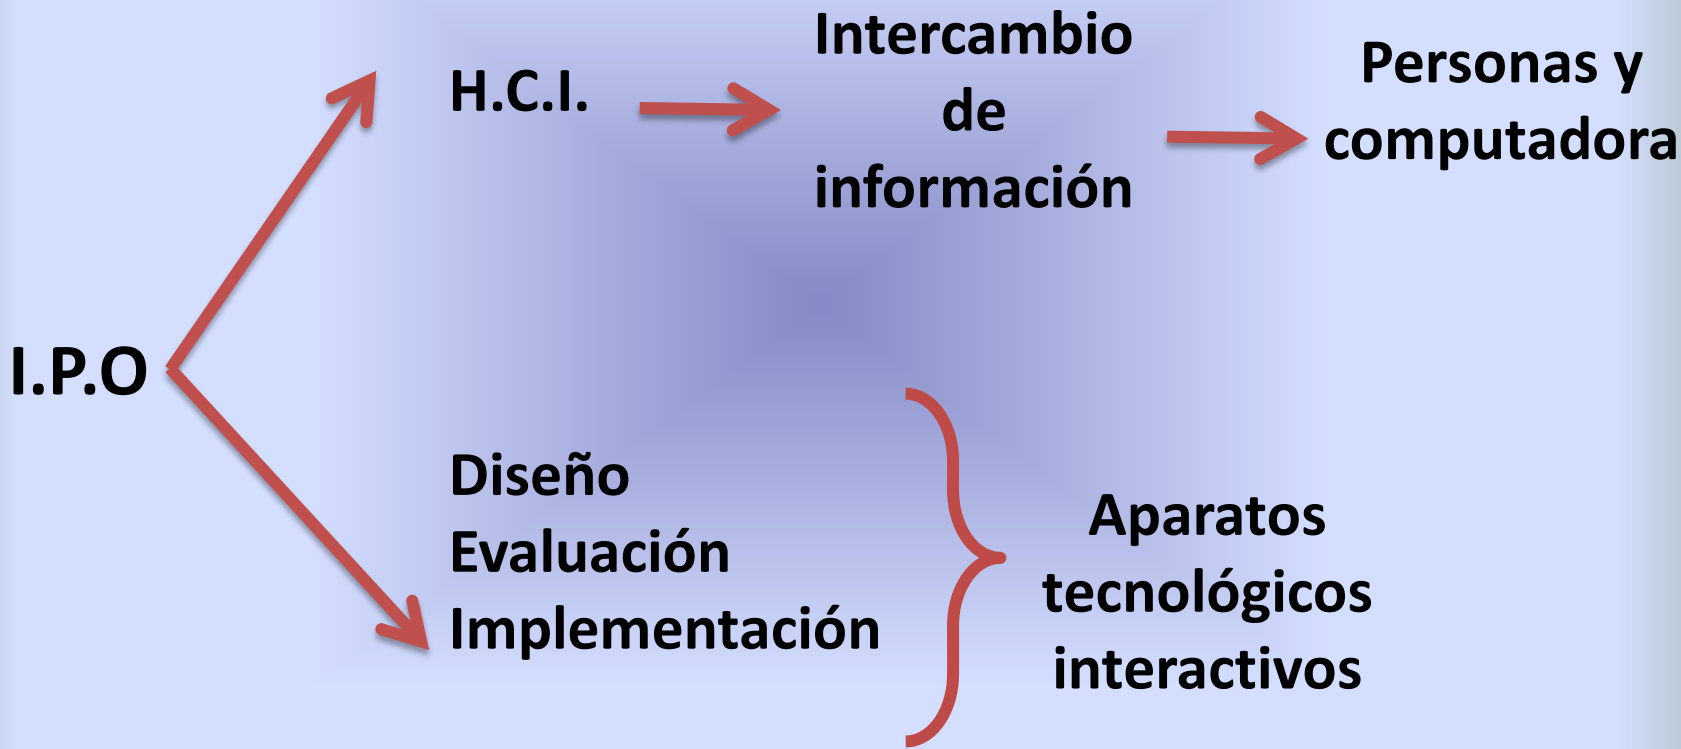 I.P.O
H.C.I.
Intercambio
de
información
Personas y
computadora
Diseño
Evaluación
Implementación
Aparatos
tecnológicos
interactivos